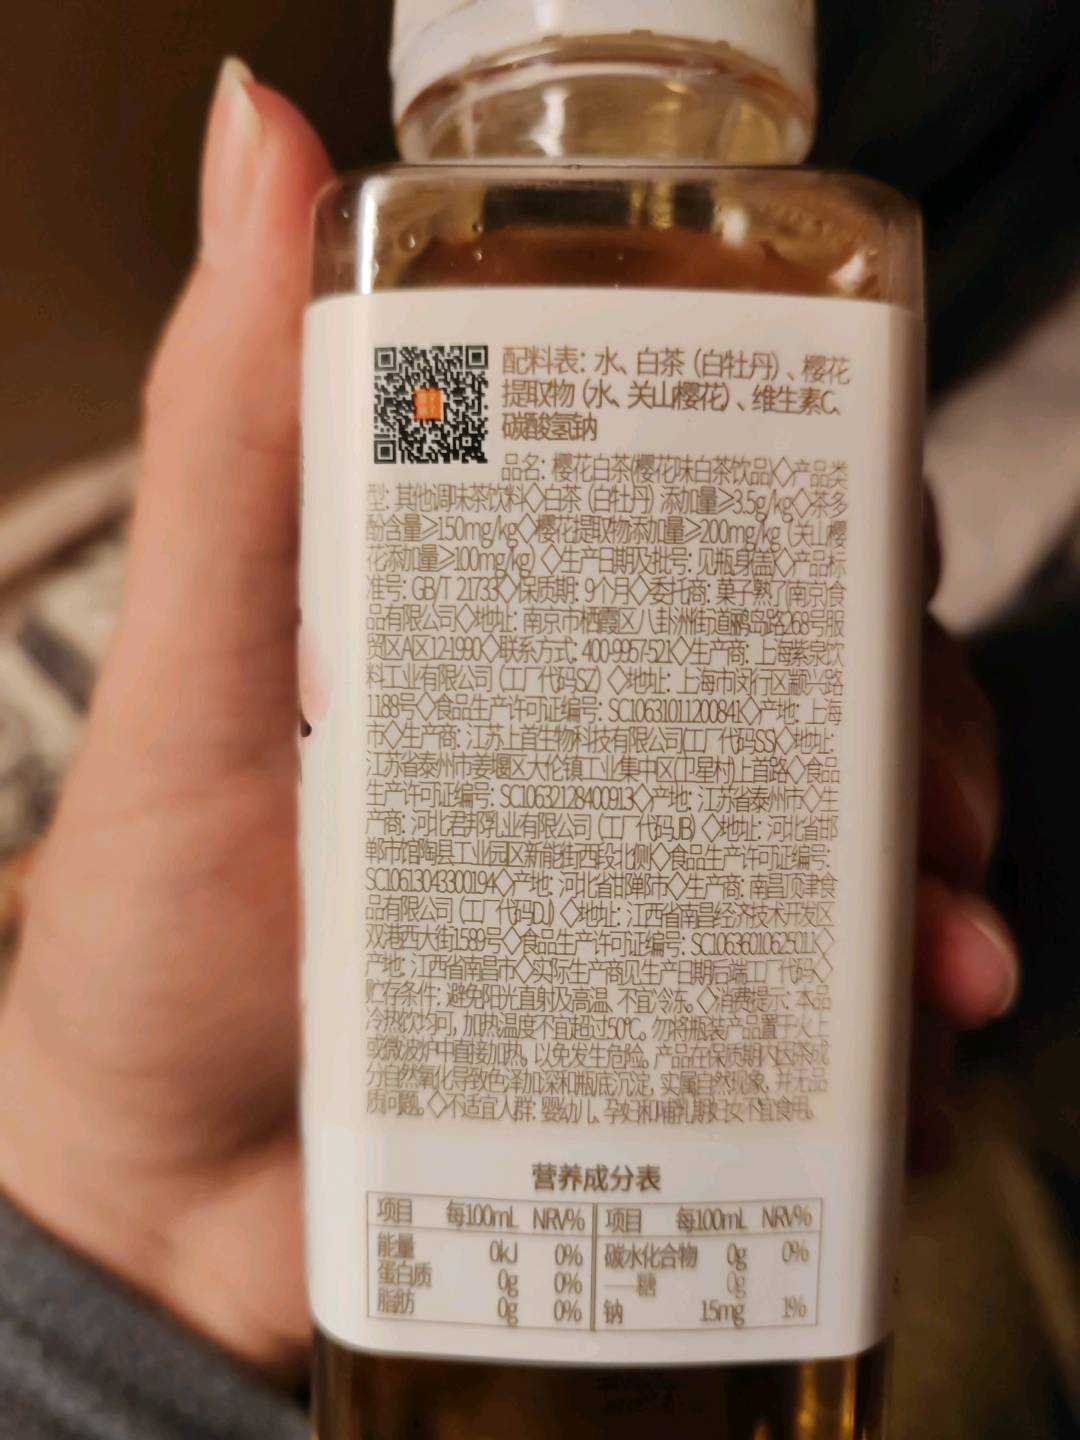 配料表：水、白茶（白牡丹）、樱花
提取物（水、关山樱花）、维生素C、
碳酸氢钠
品名：樱花白茶(樱花味白茶饮品)◇产品类
型：其他调味茶饮料◇白茶（白牡丹）添加量≥3.5g/kg◇茶多
酚含量≥150mg/kg◇樱花提取物添加量≥200mg/kg（关山樱
花添加量≥100mg/kg）◇生产日期及批号：见瓶身(盖)◇产品标
准号：GB/T 21733◇保质期：9个月◇委托商：菓子熟了(南京)食
品有限公司◇地址：南京市栖霞区八卦洲街道鹂岛路268号服
贸区A区12-1990◇联系方式：400-9957-521◇生产商：上海紫泉饮
料工业有限公司（工厂代码SZ）◇地址：上海市闵行区颛兴路
1188号◇食品生产许可证编号：SC10631011200841◇产地：上海
市◇生产商：江苏上首生物科技有限公司(工厂代码SS)◇地址：
江苏省泰州市姜堰区大伦镇工业集中区(卫星村)上首路◇食品
生产许可证编号：SC10632128400913◇产地：江苏省泰州市◇生
产商：河北君邦乳业有限公司（工厂代码JB）◇地址：河北省邯
郸市馆陶县工业园区新能街西段北侧◇食品生产许可证编号：
SC10613043300194◇产地：河北省邯郸市◇生产商：南昌顶津食
品有限公司（工厂代码DJ）◇地址：江西省南昌经济技术开发区
双港西大街1589号◇食品生产许可证编号：SC10636010625011◇
产地：江西省南昌市◇实际生产商见生产日期后端工厂代码◇
贮存条件：避免阳光直射及高温、不宜冷冻。◇消费提示：本品
冷热饮均可，加热温度不宜超过50℃。勿将瓶装产品置于火上
或微波炉中直接加热，以免发生危险。产品在保质期内因茶成
分自然氧化导致色泽加深和瓶底沉淀，实属自然现象，并无品
质问题。◇不适宜人群：婴幼儿、孕妇和哺乳期妇女不宜食用。
营养成分表
项目 每100mL NRV% 项目 每100mL NRV%
能量 0kJ 0% 碳水化合物 0g 0%
蛋白质 0g 0% ——糖 0g
脂肪 0g 0% 钠 15mg 1%